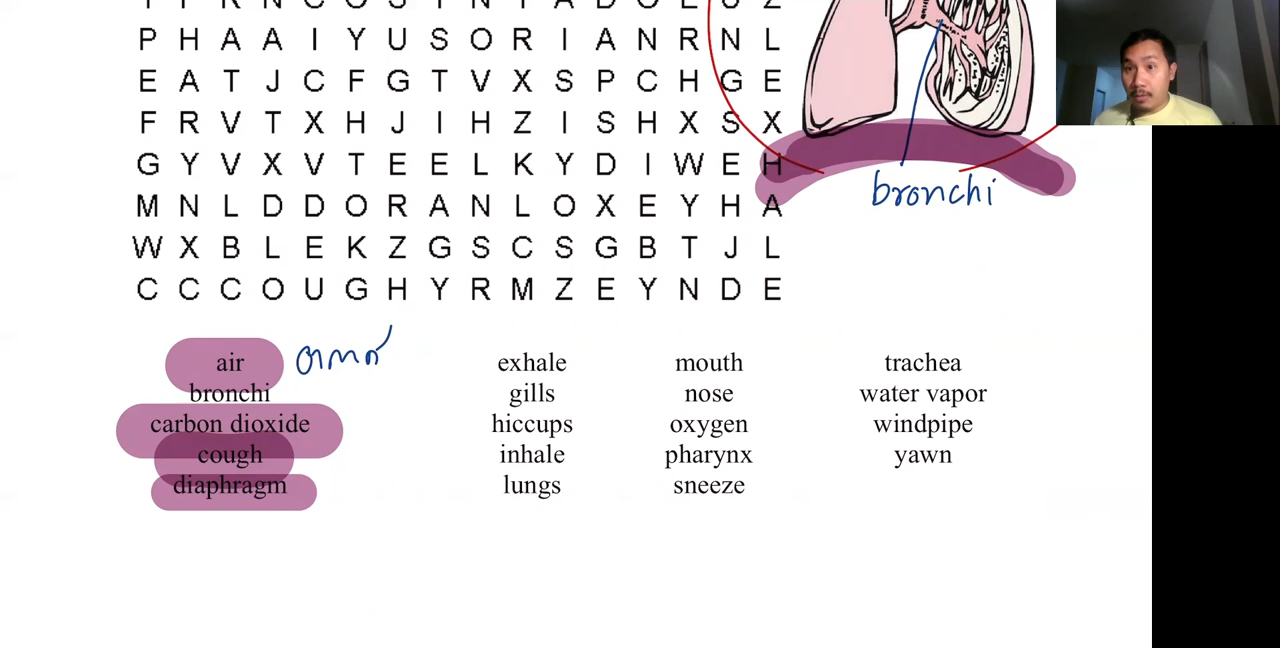 P H A A I Y U S O R I A N R N L
E A T J C F G T V X S P C H G E
F R V T X H J I H Z I S H X S X
G Y V X V T E E L K Y D I W E H
M N L D D O R A N L O X E Y H A
W X B L E K Z G S C S G B T J L
C C C O U G H Y R M Z E Y N D E
bronchi
air
bronchi
carbon dioxide
cough
diaphragm
exhale
gills
hiccups
inhale
lungs
mouth
nose
oxygen
pharynx
sneeze
trachea
water vapor
windpipe
yawn